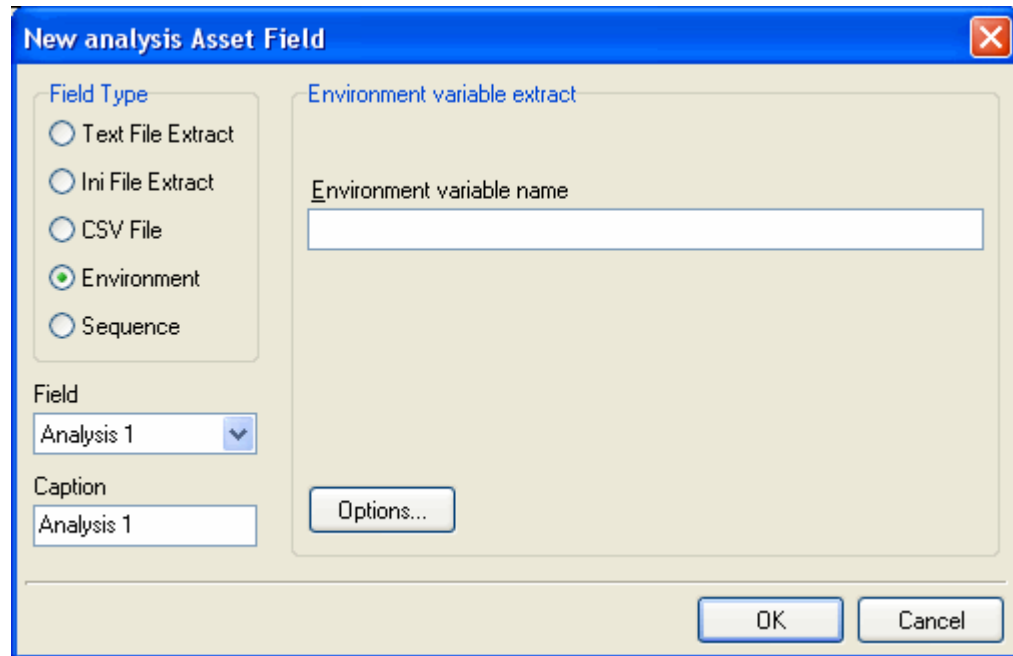 New analysis Asset Field
Field Type
Text File Extract
Ini File Extract
CSV File
Environment
Sequence
Field
Analysis 1
Caption
Analysis 1
Environment variable extract
Environment variable name
Options...
OK
Cancel